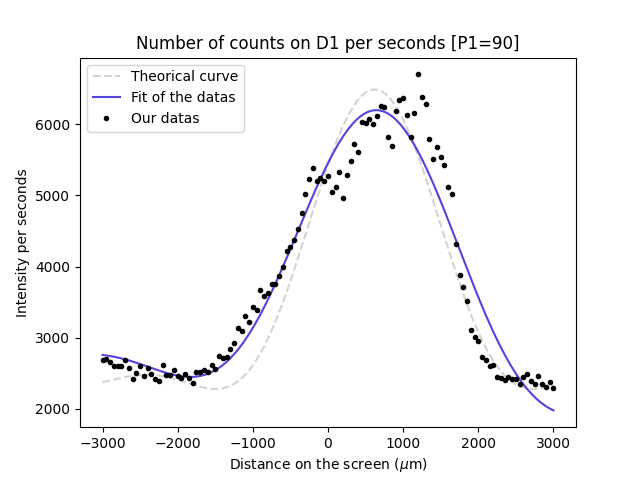 Number of counts on D1 per seconds [P1=90]
Theorical curve
Fit of the datas
Our datas
Intensity per seconds
6000
5000
4000
3000
2000
−3000 −2000 −1000 0 1000 2000 3000
Distance on the screen (μm)